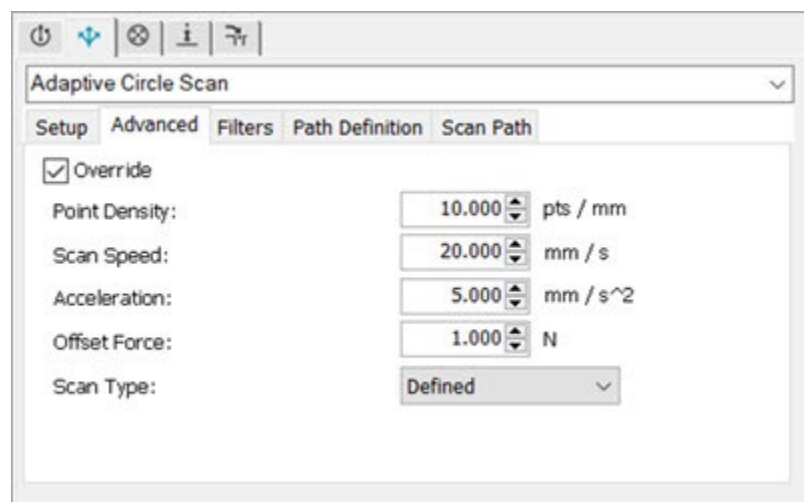 Adaptive Circle Scan
Setup Advanced Filters Path Definition Scan Path
Override
Point Density: 10.000 pts / mm
Scan Speed: 20.000 mm / s
Acceleration: 5.000 mm / s^2
Offset Force: 1.000 N
Scan Type: Defined